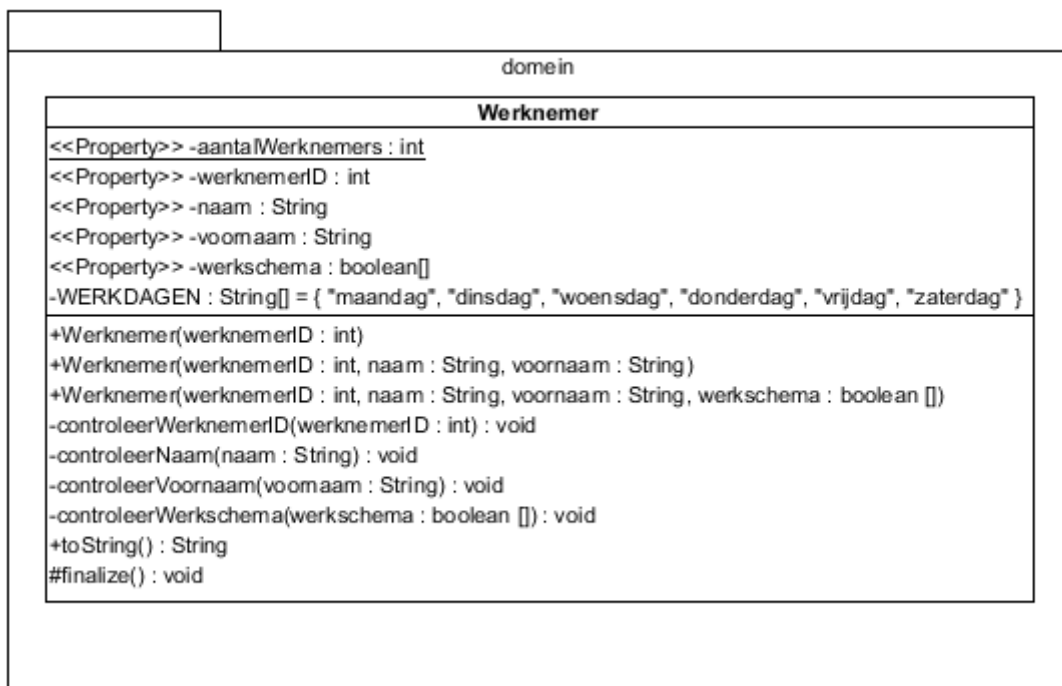 domein
Werknemer
<<Property>> -aantalWerknemers : int
<<Property>> -werknemerID : int
<<Property>> -naam : String
<<Property>> -voornaam : String
<<Property>> -werkschema : boolean[]
-WERKDAGEN : String[] = { "maandag", "dinsdag", "woensdag", "donderdag", "vrijdag", "zaterdag" }
+Werknemer(werknemerID : int)
+Werknemer(werknemerID : int, naam : String, voornaam : String)
+Werknemer(werknemerID : int, naam : String, voornaam : String, werkschema : boolean [])
-controleerWerknemerID(werknemerID : int) : void
-controleerNaam(naam : String) : void
-controleerVoornaam(voornaam : String) : void
-controleerWerkschema(werkschema : boolean []) : void
+toString() : String
#finalize() : void